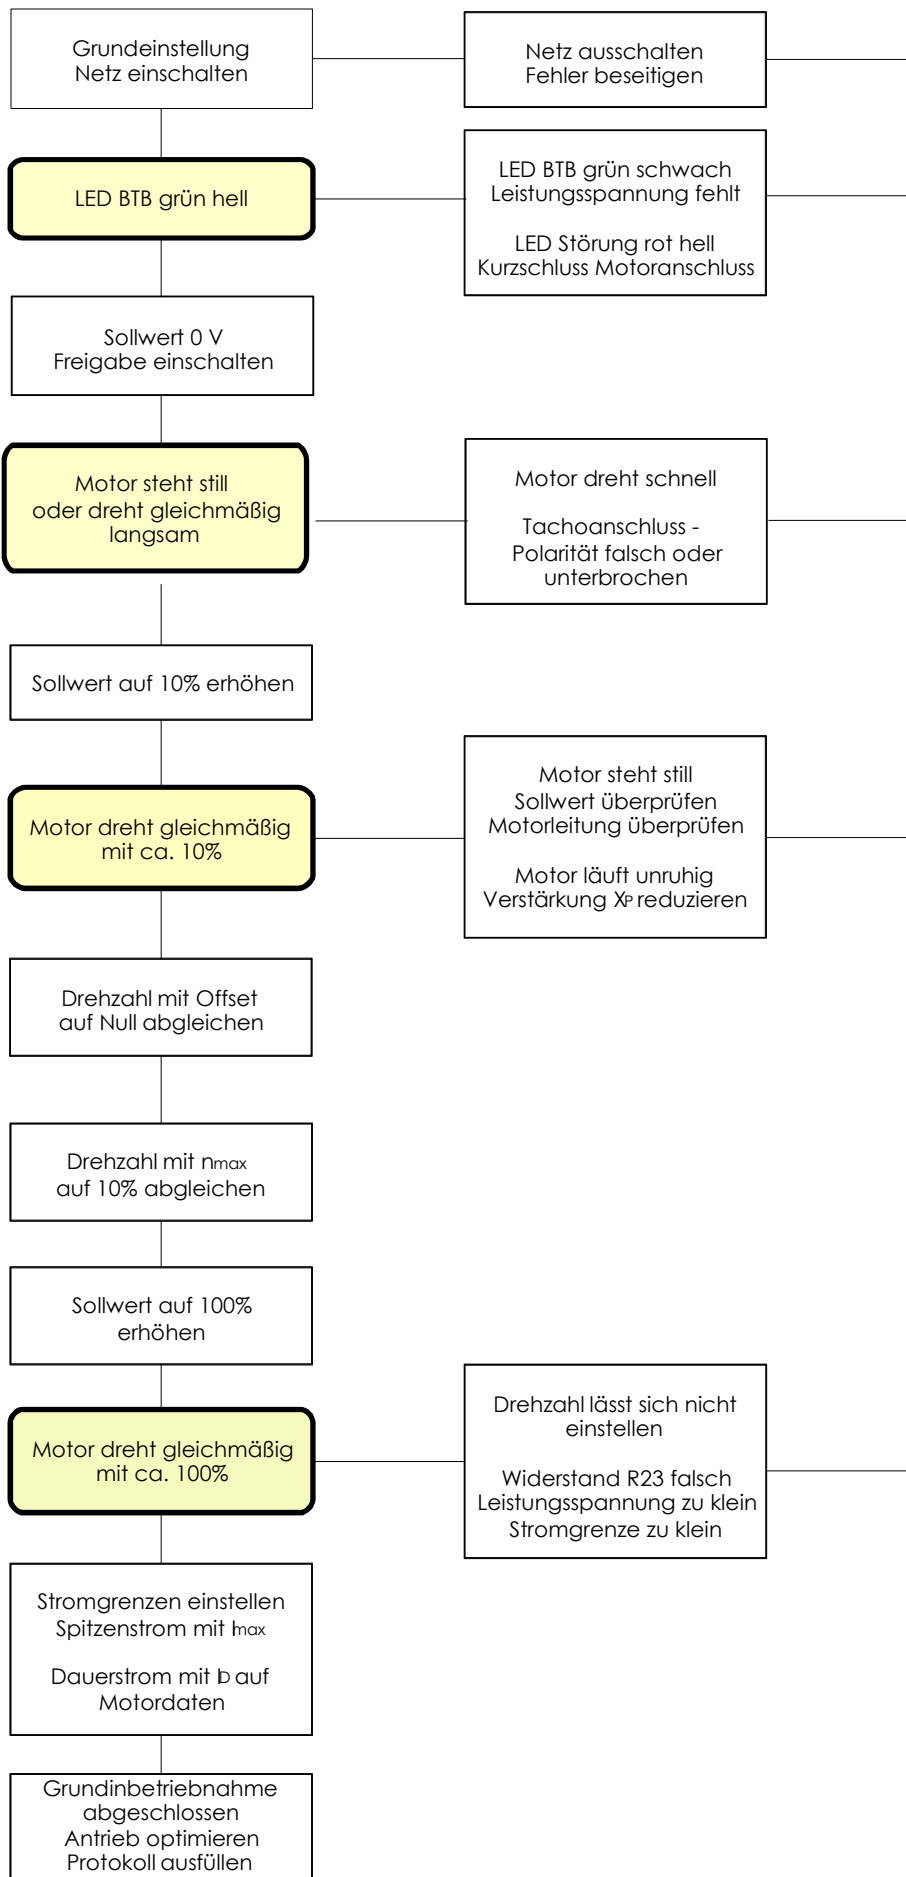 Grundeinstellung
Netz einschalten
Netz ausschalten
Fehler beseitigen
LED BTB grün hell
LED BTB grün schwach
Leistungsspannung fehlt
LED Störung rot hell
Kurzschluss Motoranschluss
Sollwert 0 V
Freigabe einschalten
Motor steht still
oder dreht gleichmäßig
langsam
Motor dreht schnell
Tachoanschluss -
Polarität falsch oder
unterbrochen
Sollwert auf 10% erhöhen
Motor dreht gleichmäßig
mit ca. 10%
Motor steht still
Sollwert überprüfen
Motorleitung überprüfen
Motor läuft unruhig
Verstärkung XP reduzieren
Drehzahl mit Offset
auf Null abgleichen
Drehzahl mit nmax
auf 10% abgleichen
Sollwert auf 100%
erhöhen
Motor dreht gleichmäßig
mit ca. 100%
Drehzahl lässt sich nicht
einstellen
Widerstand R23 falsch
Leistungsspannung zu klein
Stromgrenze zu klein
Stromgrenzen einstellen
Spitzenstrom mit Imax
Dauerstrom mit ID auf
Motordaten
Grundinbetriebnahme
abgeschlossen
Antrieb optimieren
Protokoll ausfüllen